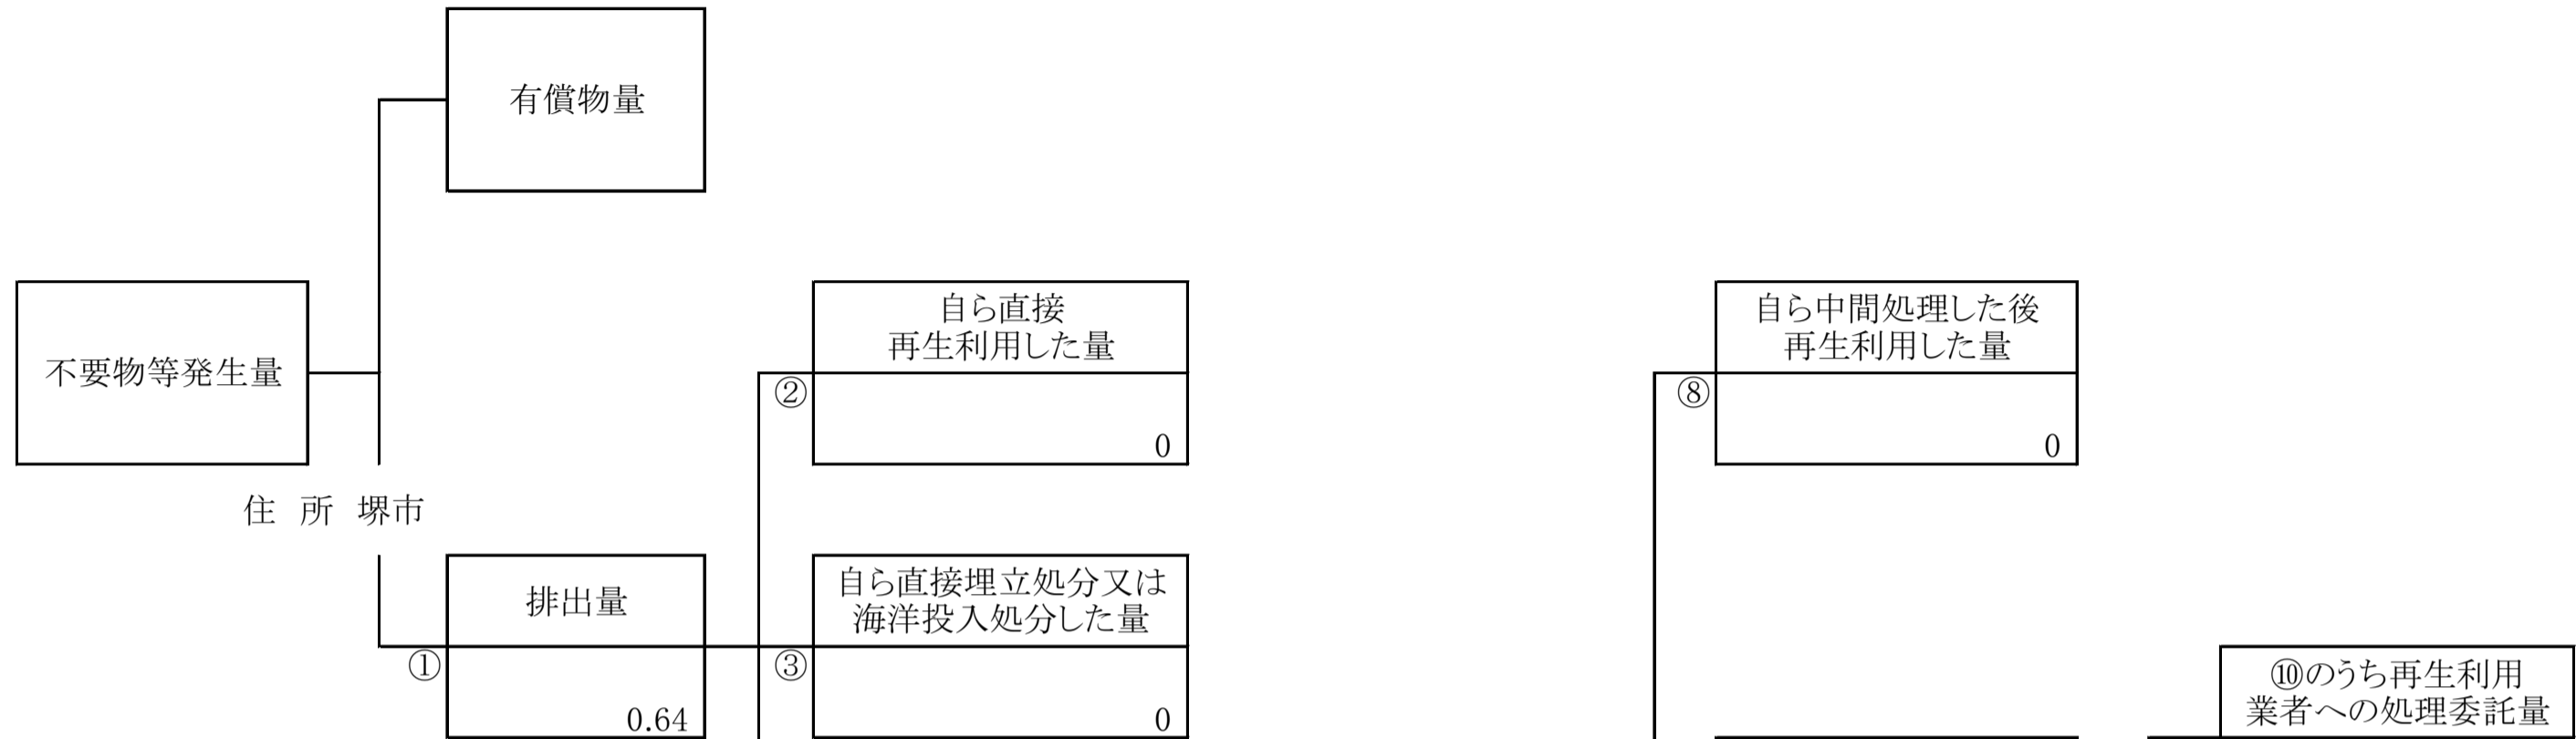 有償物量
不要物等発生量
自ら直接
再生利用した量
②
0
自ら中間処理した後
再生利用した量
⑧
0
住 所 堺市
排出量
①
0.64
自ら直接埋立処分又は
海洋投入処分した量
③
0
⑩のうち再生利用
業者への処理委託量